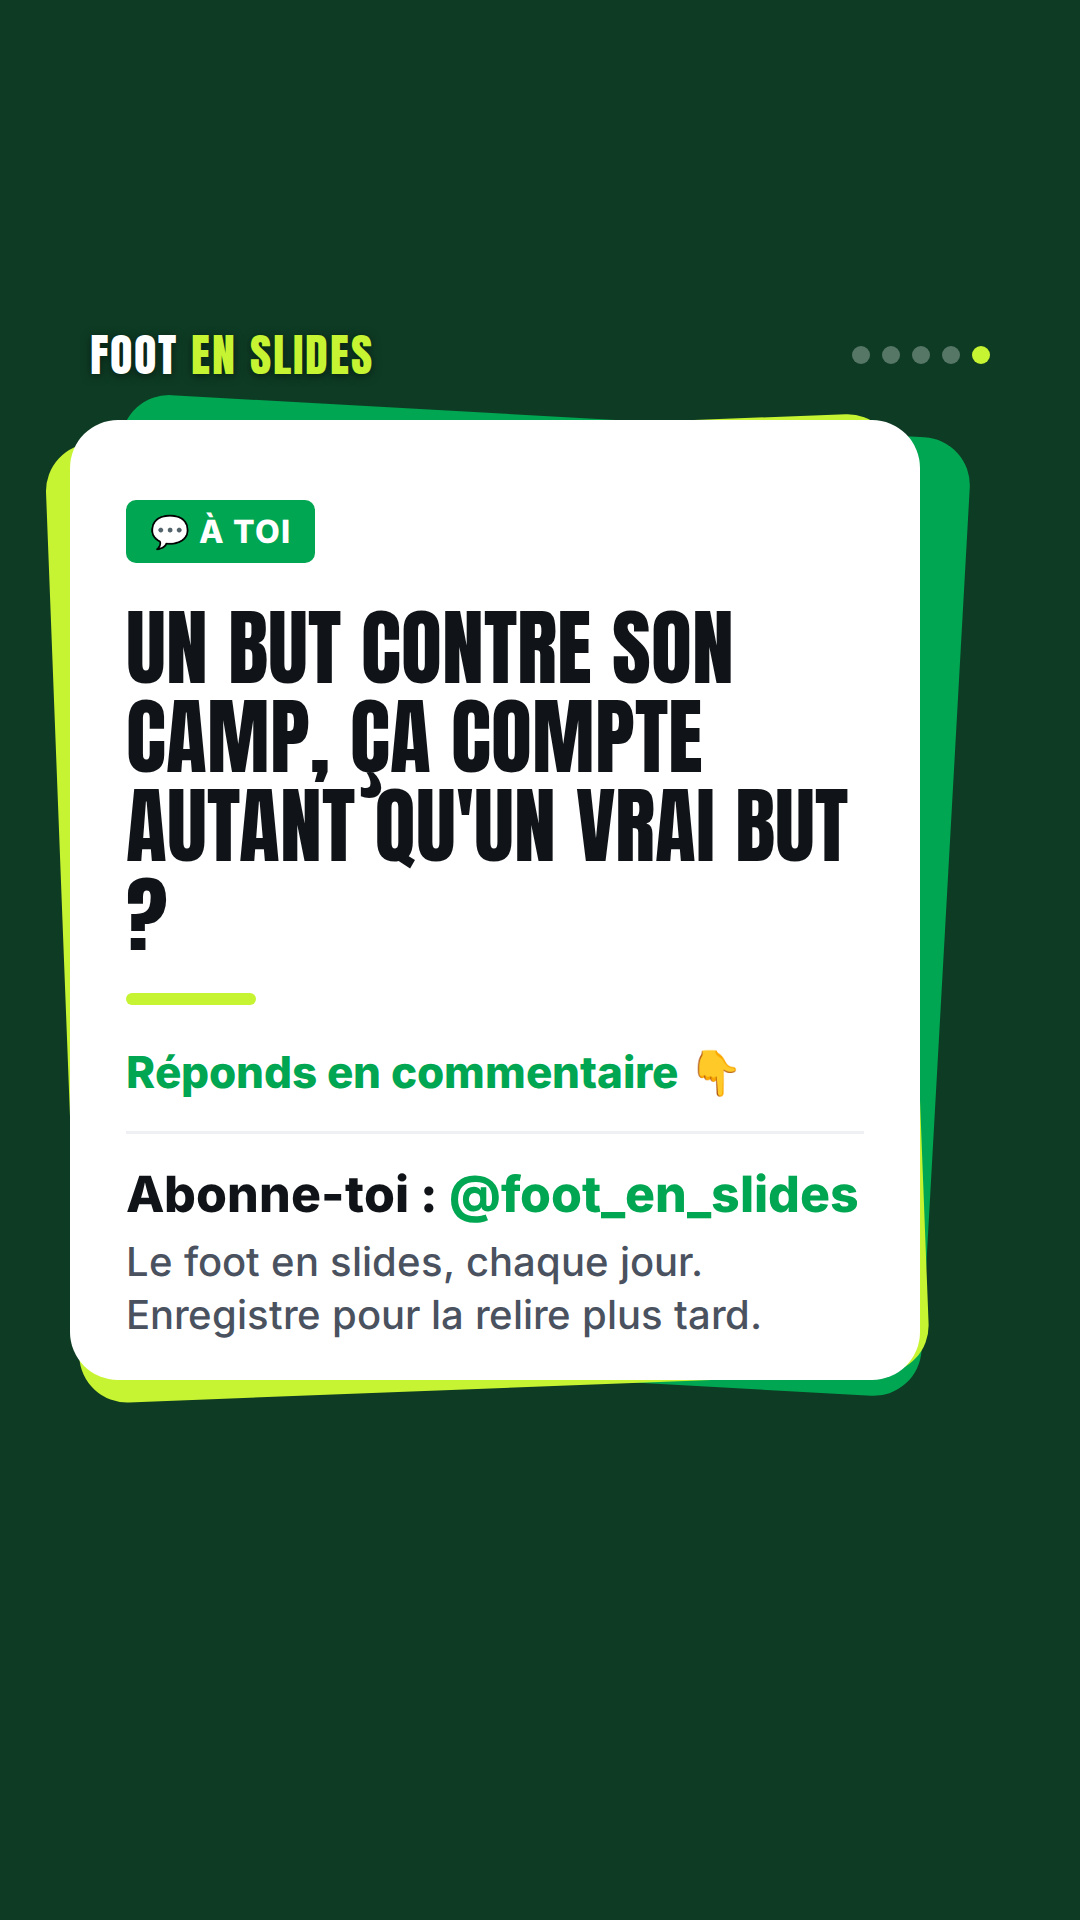 FOOT EN SLIDES
💬 À TOI
UN BUT CONTRE SON
CAMP, ÇA COMPTE
AUTANT QU'UN VRAI BUT
?
Réponds en commentaire 👇
Abonne-toi : @foot_en_slides
Le foot en slides, chaque jour.
Enregistre pour la relire plus tard.